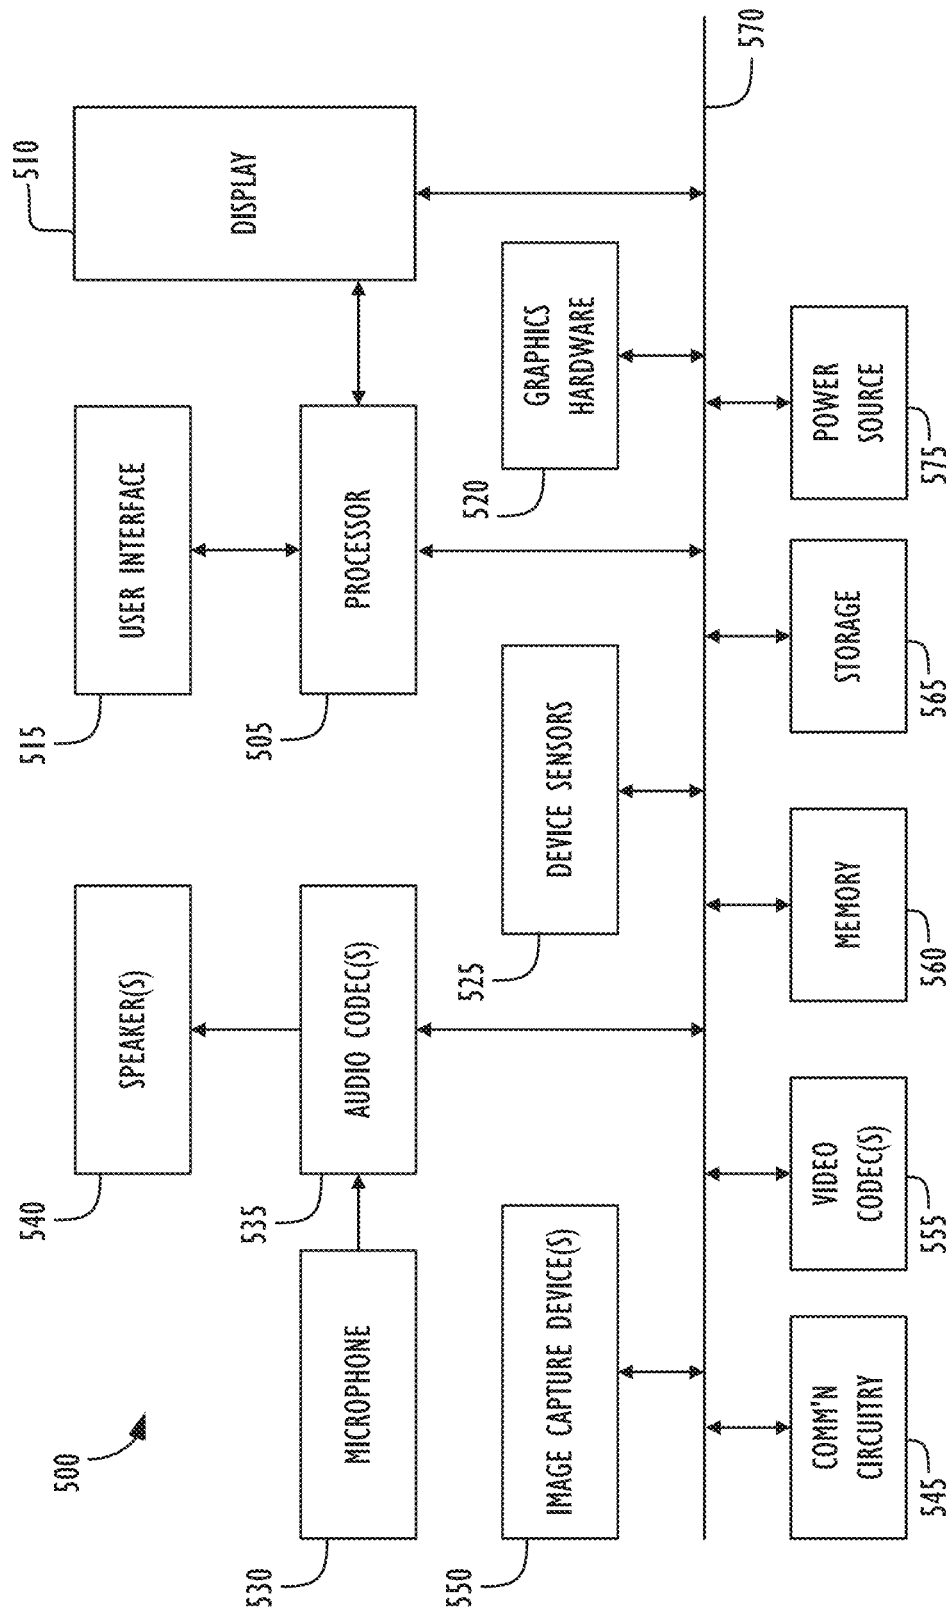 500
540
SPEAKER(S)
515
USER INTERFACE
510
DISPLAY
530
MICROPHONE
535
AUDIO CODEC(S)
505
PROCESSOR
550
IMAGE CAPTURE DEVICE(S)
525
DEVICE SENSORS
520
GRAPHICS
HARDWARE
570
COMM'N
CIRCUITRY
545
VIDEO
CODEC(S)
555
MEMORY
560
STORAGE
565
POWER
SOURCE
575